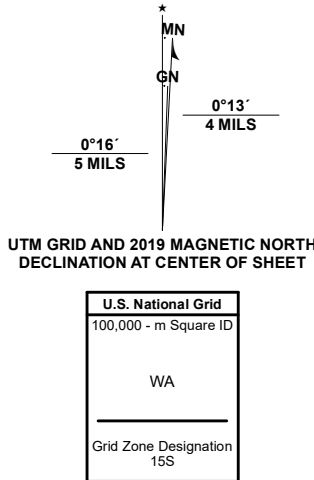 ★
MN
GN
0°13´
4 MILS
0°16´
5 MILS
UTM GRID AND 2019 MAGNETIC NORTH
DECLINATION AT CENTER OF SHEET
U.S. National Grid
100,000 - m Square ID
WA
Grid Zone Designation
15S